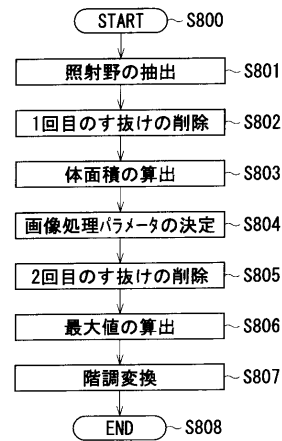 START S800
照射野の抽出 S801
1回目のす抜けの削除 S802
体面積の算出 S803
画像処理パラメータの決定 S804
2回目のす抜けの削除 S805
最大値の算出 S806
階調変換 S807
END S808